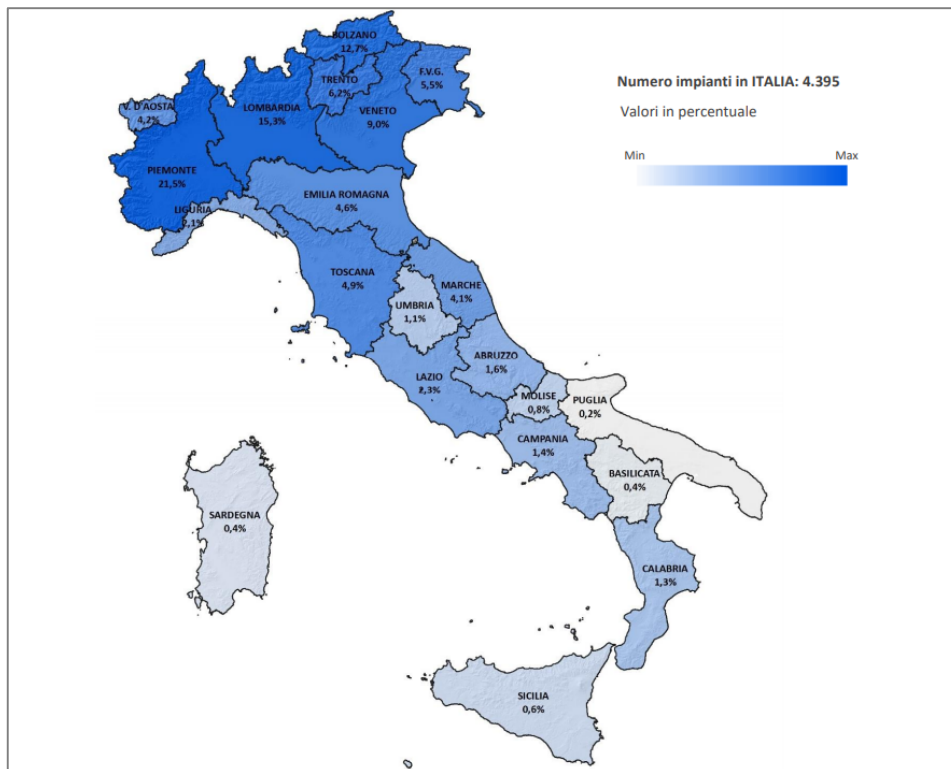 BOLZANO
12,7%
TRENTO
6,2%
F.V.G.
5,5%
V. D'AOSTA
4,2%
LOMBARDIA
15,3%
VENETO
9,0%
PIEMONTE
21,5%
LIGURIA
2,1%
EMILIA ROMAGNA
4,6%
TOSCANA
4,9%
MARCHE
4,1%
UMBRIA
1,1%
LAZIO
2,3%
ABRUZZO
1,6%
MOLISE
0,8%
PUGLIA
0,2%
CAMPANIA
1,4%
BASILICATA
0,4%
SARDEGNA
0,4%
CALABRIA
1,3%
SICILIA
0,6%
Numero impianti in ITALIA: 4.395
Valori in percentuale
Min Max